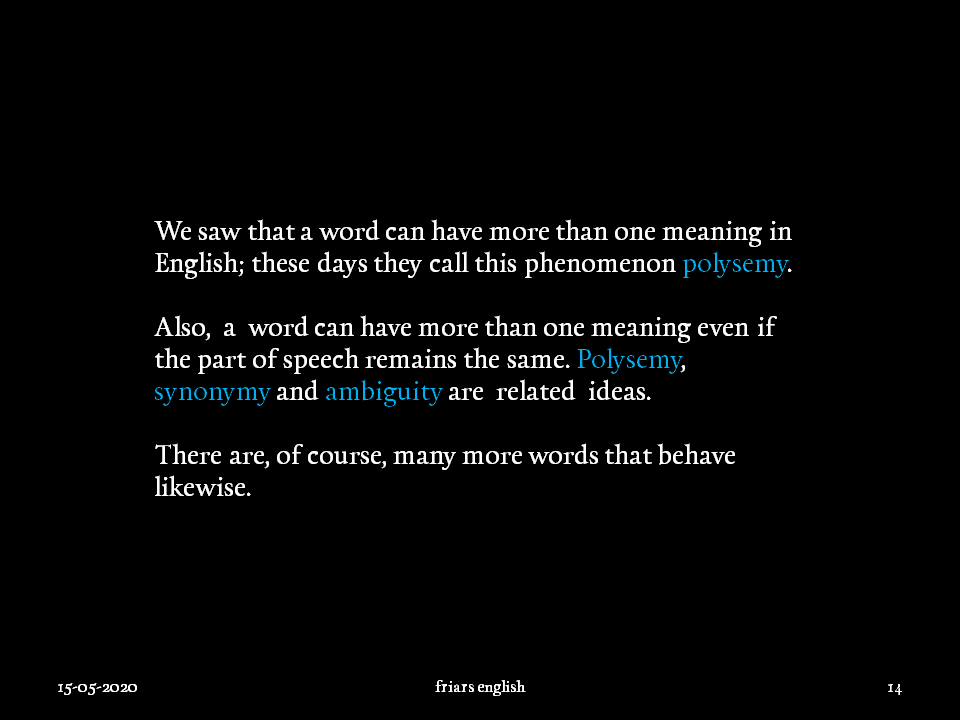 We saw that a word can have more than one meaning in
English; these days they call this phenomenon polysemy.
Also, a word can have more than one meaning even if
the part of speech remains the same. Polysemy,
synonymy and ambiguity are related ideas.
There are, of course, many more words that behave
likewise.
15-05-2020
friars english
14